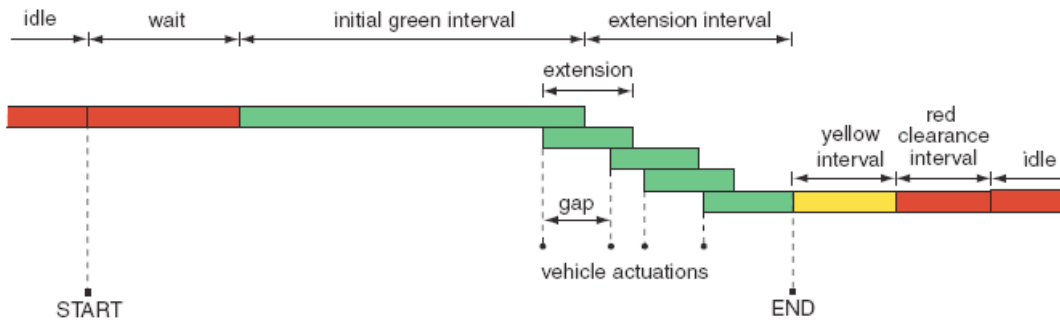 idle
wait
initial green interval
extension interval
extension
yellow
interval
red
clearance
interval
idle
gap
vehicle actuations
START
END